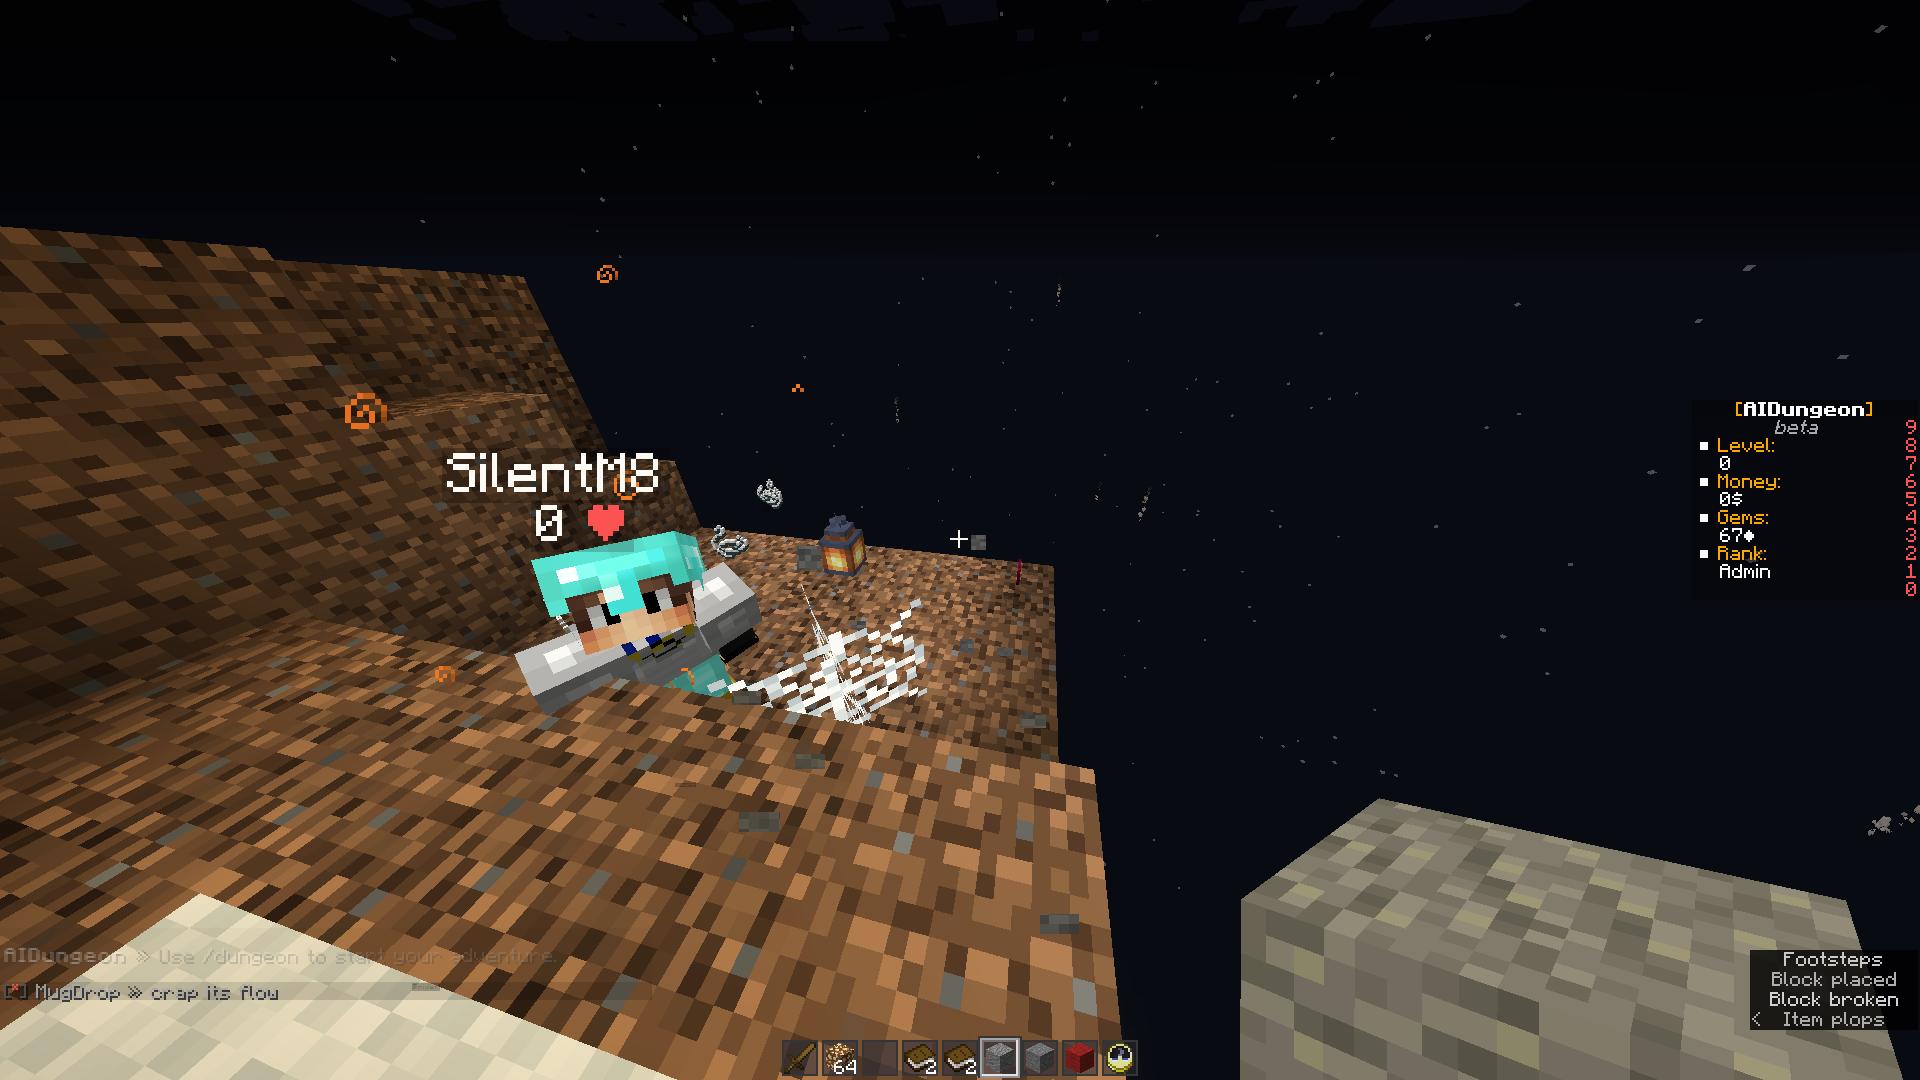 SilentM8
0 ❤
[AIDungeon]
beta 9
■ Level: 8
0 7
■ Money: 6
0$ 5
■ Gems: 4
67♦ 3
■ Rank: 2
Admin 1
0
AIDungeon » Use /dungeon to start your adventure.
[*] MugDrop » crap its flow
Footsteps
Block placed
Block broken
< Item plops
64
2
2